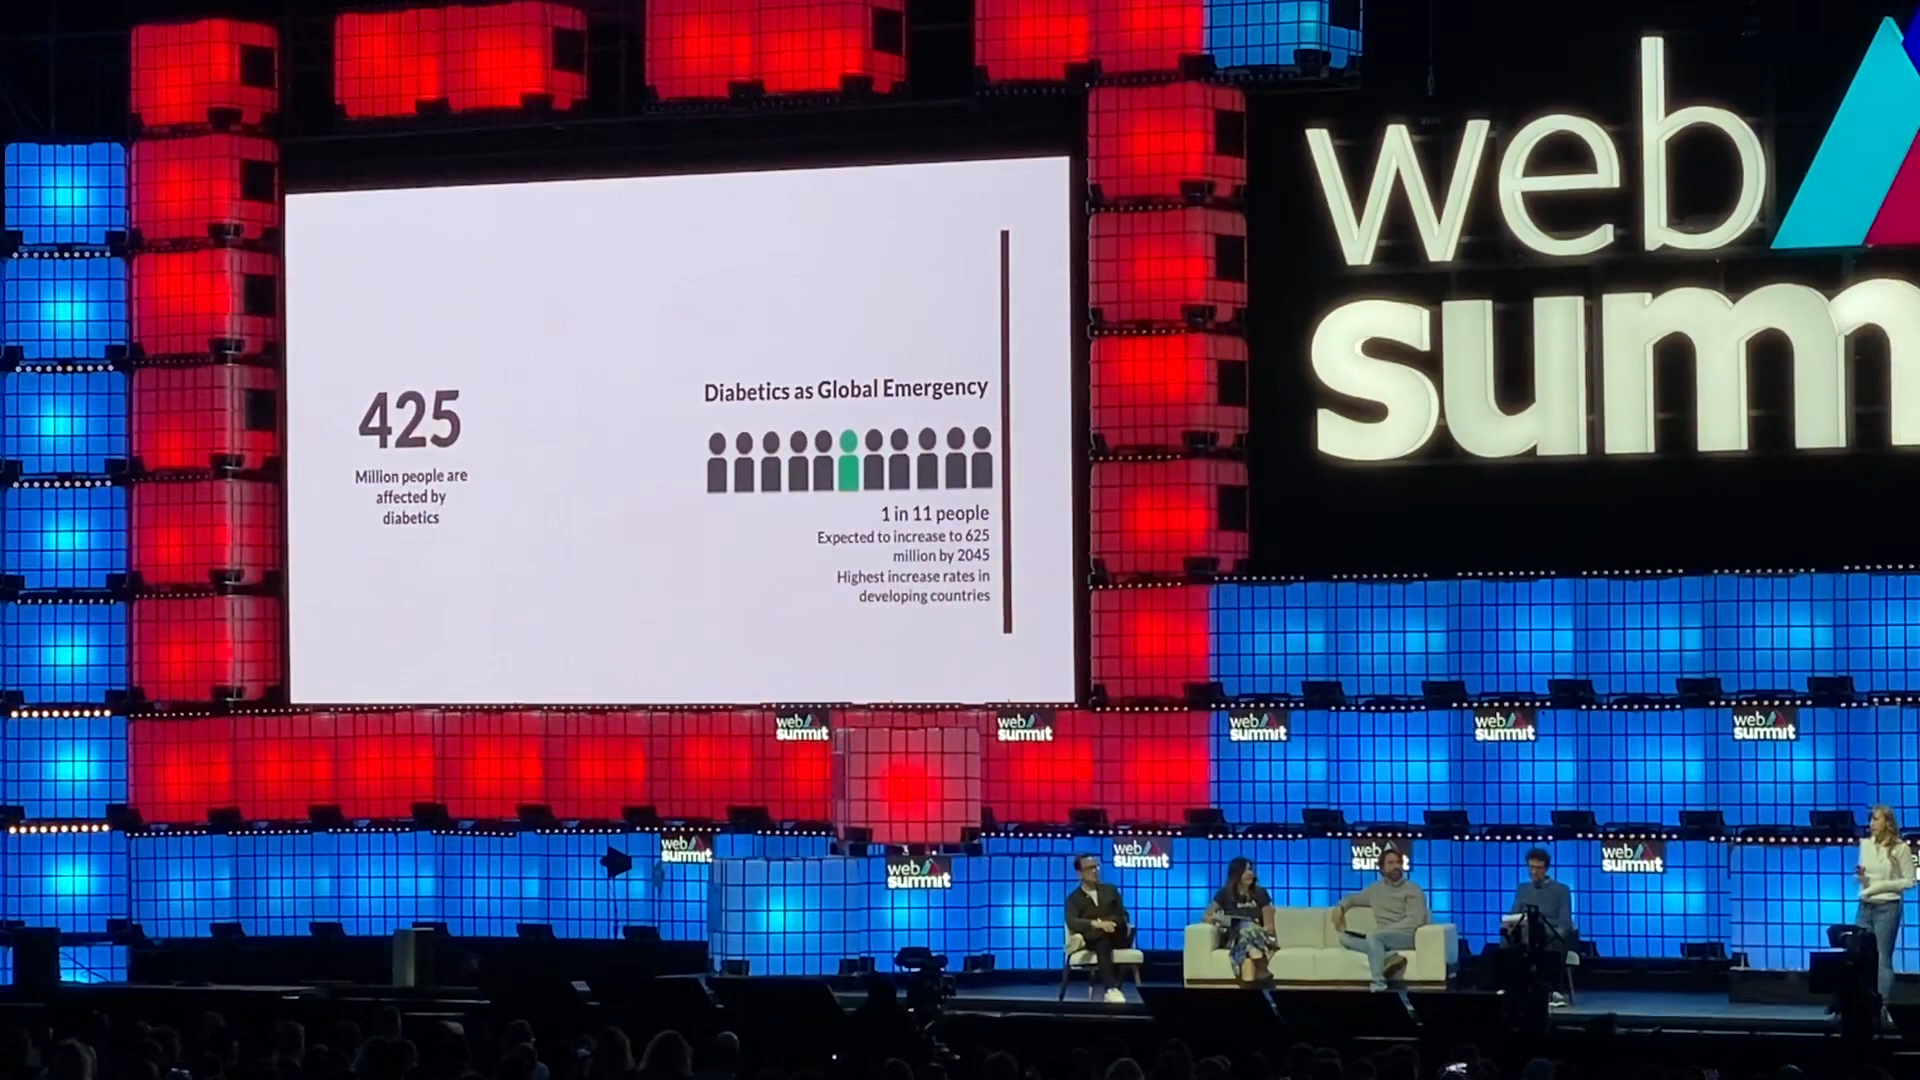 425
Million people are
affected by
diabetics
Diabetics as Global Emergency
1 in 11 people
Expected to increase to 625
million by 2045
Highest increase rates in
developing countries
web
summ
web
summit
web
summit
web
summit
web
summit
web
summit
web
summit
web
summit
web
summit
web
sum t
web
summit